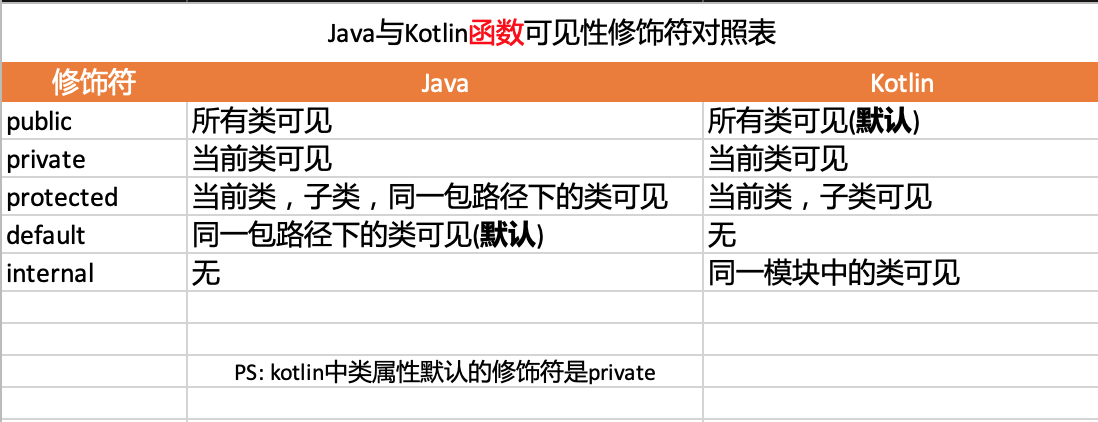 Java与Kotlin函数可见性修饰符对照表
修饰符 Java Kotlin
public 所有类可见 所有类可见(默认)
private 当前类可见 当前类可见
protected 当前类，子类，同一包路径下的类可见 当前类，子类可见
default 同一包路径下的类可见(默认) 无
internal 无 同一模块中的类可见
PS: kotlin中类属性默认的修饰符是private